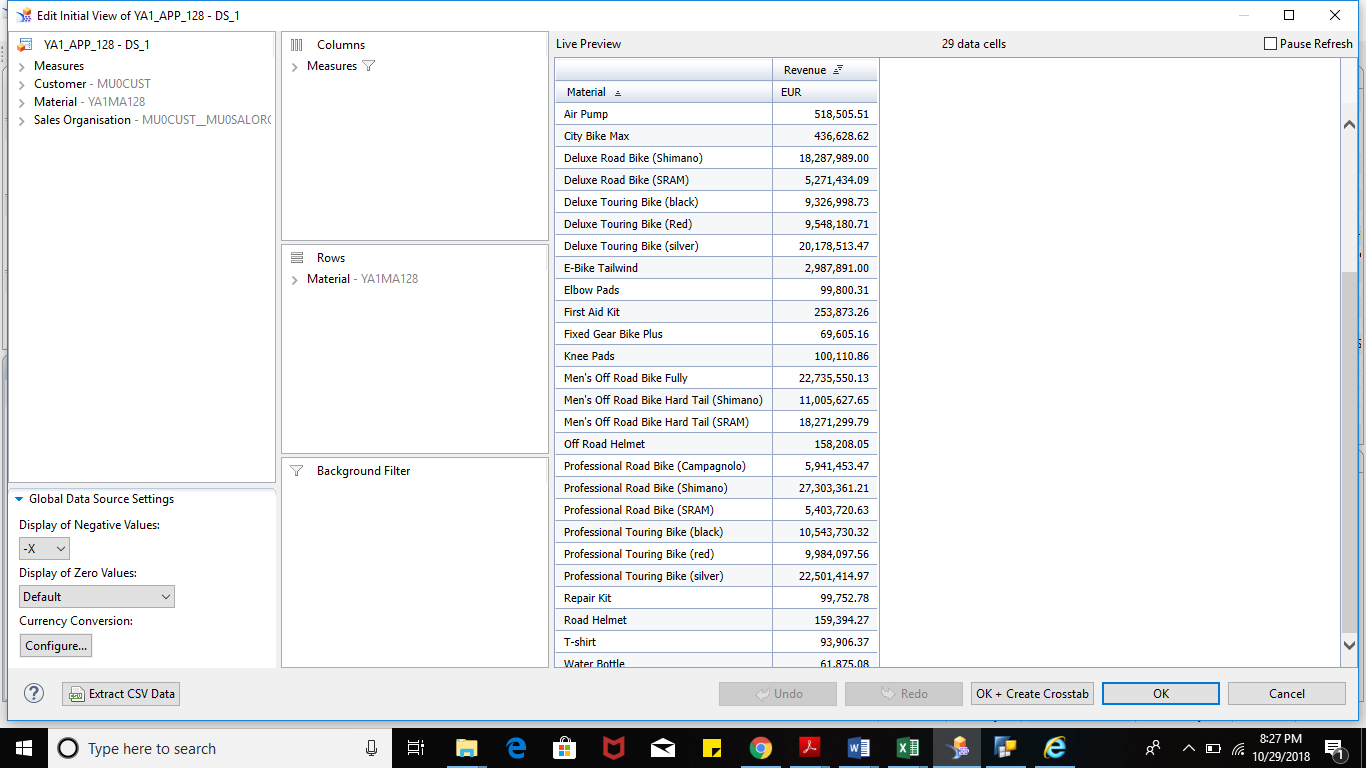 Edit Initial View of YA1_APP_128 - DS_1
YA1_APP_128 - DS_1
Measures
Customer - MU0CUST
Material - YA1MA128
Sales Organisation - MU0CUST__MU0SALORG
Global Data Source Settings
Display of Negative Values:
-X
Display of Zero Values:
Default
Currency Conversion:
Configure...
Columns
Measures
Rows
Material - YA1MA128
Background Filter
Live Preview 29 data cells Pause Refresh
Revenue
Material EUR
Air Pump 518,505.51
City Bike Max 436,628.62
Deluxe Road Bike (Shimano) 18,287,989.00
Deluxe Road Bike (SRAM) 5,271,434.09
Deluxe Touring Bike (black) 9,326,998.73
Deluxe Touring Bike (Red) 9,548,180.71
Deluxe Touring Bike (silver) 20,178,513.47
E-Bike Tailwind 2,987,891.00
Elbow Pads 99,800.31
First Aid Kit 253,873.26
Fixed Gear Bike Plus 69,605.16
Knee Pads 100,110.86
Men's Off Road Bike Fully 22,735,550.13
Men's Off Road Bike Hard Tail (Shimano) 11,005,627.65
Men's Off Road Bike Hard Tail (SRAM) 18,271,299.79
Off Road Helmet 158,208.05
Professional Road Bike (Campagnolo) 5,941,453.47
Professional Road Bike (Shimano) 27,303,361.21
Professional Road Bike (SRAM) 5,403,720.63
Professional Touring Bike (black) 10,543,730.32
Professional Touring Bike (red) 9,984,097.56
Professional Touring Bike (silver) 22,501,414.97
Repair Kit 99,752.78
Road Helmet 159,394.27
T-shirt 93,906.37
Water Bottle 61,875.08
Extract CSV Data Undo Redo OK + Create Crosstab OK Cancel
Type here to search
8:27 PM
10/29/2018
1